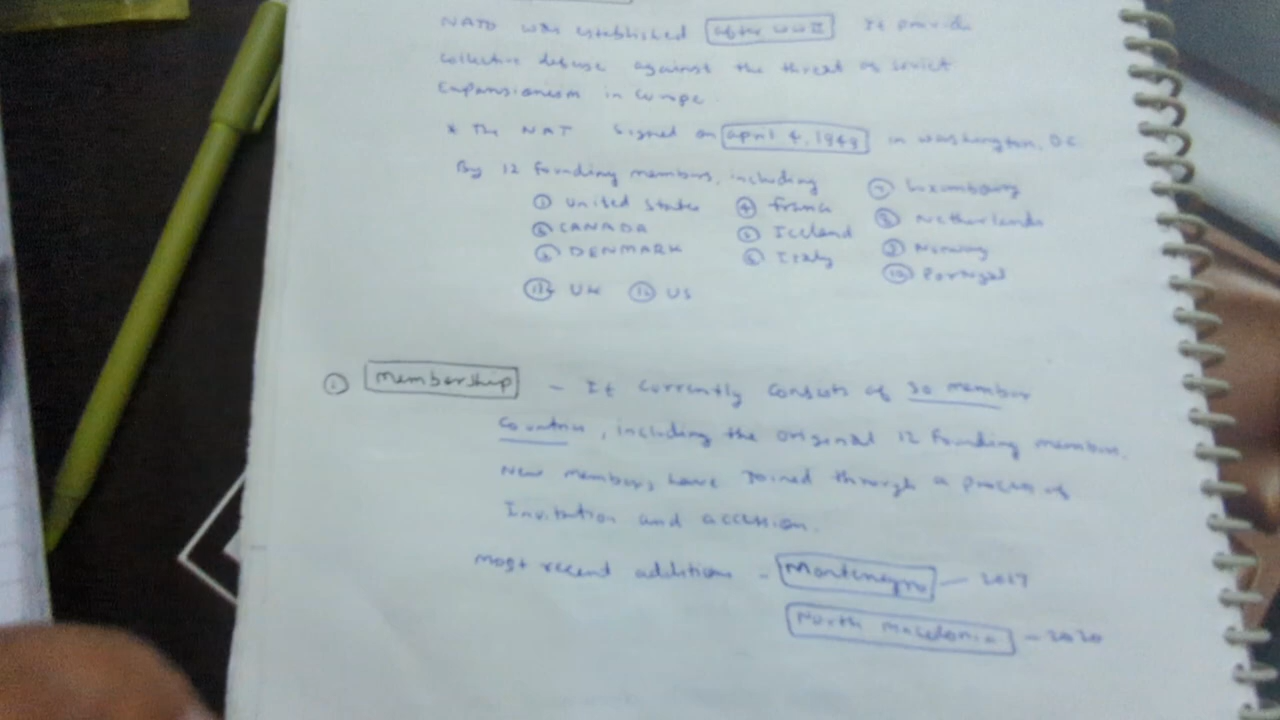 NATO was established after WWII It provide
collective defense against the threat of soviet
Expansionism in Europe
* The NAT signed on april 4, 1949 in washington, DC
By 12 founding members, including
① United States ④ France ⑦ Luxembourg
② CANADA ⑤ Iceland ⑧ Netherlands
③ DENMARK ⑥ Italy ⑨ Norway
⑩ Portugal
⑪ UK ⑫ US
① membership - It currently consists of 30 member
countries, including the original 12 founding members.
New members, have Joined through a process of
Invitation and accession.
most recent additions - Montenegro - 2017
North Macedonia - 2020